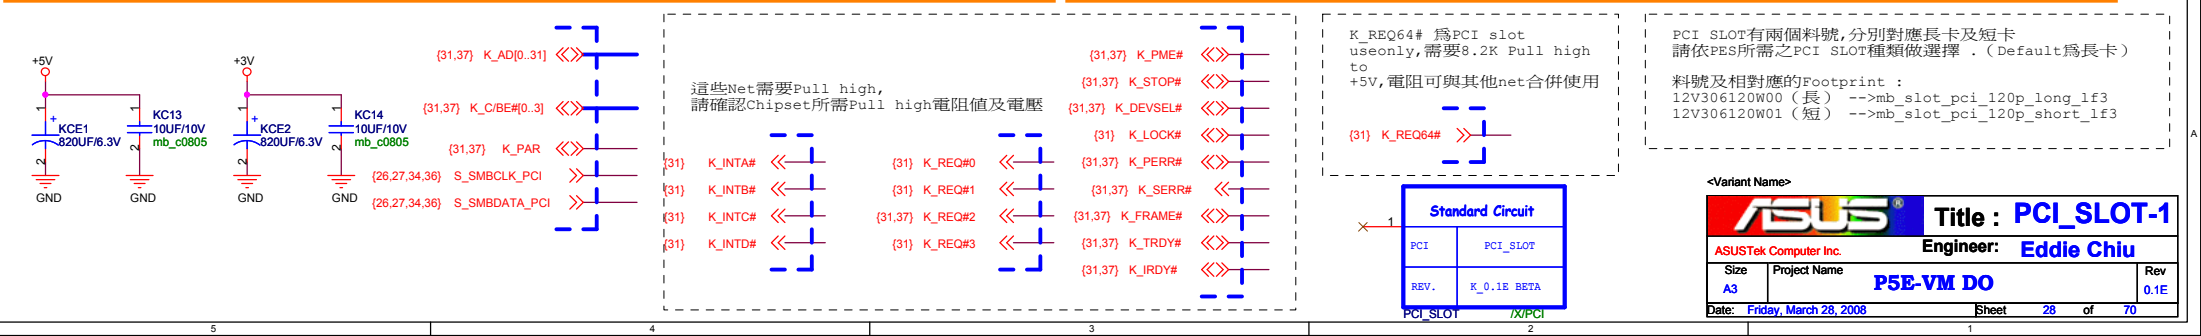 +5V
1
+
KCE1
820UF/6.3V
2
GND
1
KC13
10UF/10V
mb_c0805
2
GND
+3V
1
+
KCE2
820UF/6.3V
2
GND
1
KC14
10UF/10V
mb_c0805
2
GND
{31,37} K_AD[0..31]
{31,37} K_C/BE#[0..3]
{31,37} K_PAR
{26,27,34,36} S_SMBCLK_PCI
{26,27,34,36} S_SMBDATA_PCI
這些Net需要Pull high,
請確認Chipset所需Pull high電阻值及電壓
{31} K_INTA#
{31} K_INTB#
{31} K_INTC#
{31} K_INTD#
{31} K_REQ#0
{31} K_REQ#1
{31,37} K_REQ#2
{31} K_REQ#3
{31,37} K_PME#
{31,37} K_STOP#
{31,37} K_DEVSEL#
{31} K_LOCK#
{31,37} K_PERR#
{31,37} K_SERR#
{31,37} K_FRAME#
{31,37} K_TRDY#
{31,37} K_IRDY#
K_REQ64# 爲PCI slot
useonly,需要8.2K Pull high
to
+5V,電阻可與其他net合併使用
{31} K_REQ64#
1
Standard Circuit
PCI PCI_SLOT
REV. K_0.1E BETA
PCI_SLOT /X/PCI
PCI SLOT有兩個料號,分別對應長卡及短卡
請依PES所需之PCI SLOT種類做選擇 .（Default爲長卡）
料號及相對應的Footprint :
12V306120W00（長） -->mb_slot_pci_120p_long_lf3
12V306120W01（短） -->mb_slot_pci_120p_short_lf3
A
<Variant Name>
ASUS®
Title : PCI_SLOT-1
ASUSTek Computer Inc.
Engineer: Eddie Chiu
Size
A3
Project Name
P5E-VM DO
Rev
0.1E
Date: Friday, March 28, 2008
Sheet 28 of 70
5 4 3 2 1